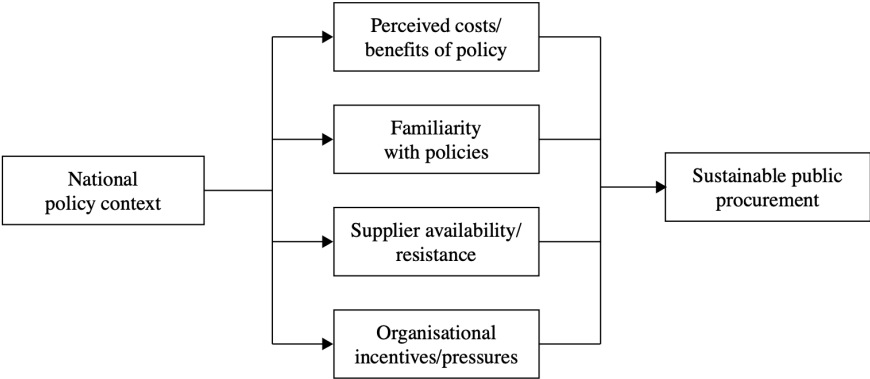 Perceived costs/
benefits of policy
Familiarity
with policies
National
policy context
Sustainable public
procurement
Supplier availability/
resistance
Organisational
incentives/pressures